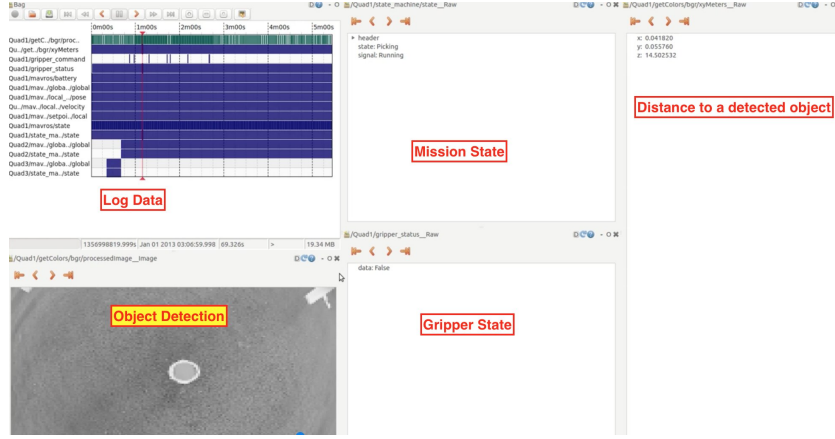 Bag
0m00s 1m00s 2m00s 3m00s 4m00s 5m00s
Quad1/getC../bgr/proc..
Qu../get../bgr/xyMeters
Quad1/gripper_command
Quad1/gripper_status
Quad1/mavros/battery
Quad1/mav../globa../global
Quad1/mav../local_../pose
Qu../mav../local../velocity
Quad1/mav../setpoi../local
Quad1/mavros/state
Quad1/state_ma../state
Quad2/mav../globa../global
Quad2/state_ma../state
Quad3/mav../globa../global
Quad3/state_ma../state
Log Data
1356998819.999s Jan 01 2013 03:06:59.998 69.326s > 19.34 MB
/Quad1/getColors/bgr/processedImage__Image
Object Detection
/Quad1/state_machine/state__Raw
header
state: Picking
signal: Running
Mission State
/Quad1/gripper_status__Raw
data: False
Gripper State
/Quad1/getColors/bgr/xyMeters__Raw
x: 0.041820
y: 0.055760
z: 14.502532
Distance to a detected object